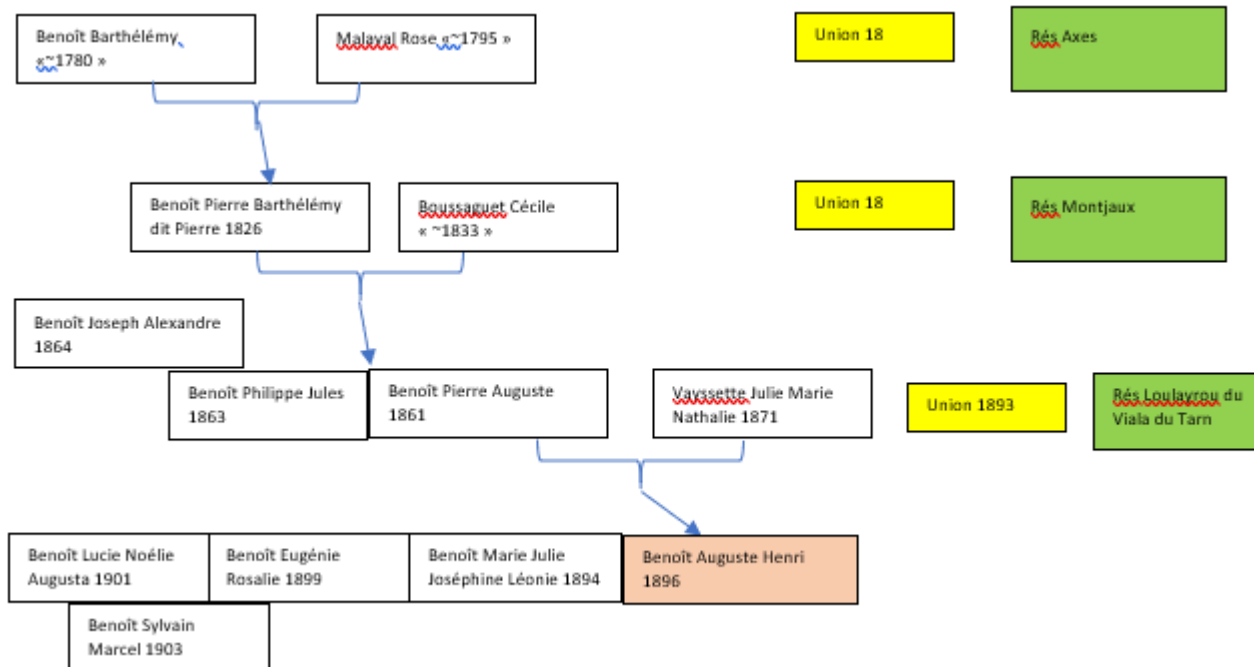 Benoît Barthélémy
«~1780 »
Malaval Rose «~1795 »
Union 18
Rés Axes
Benoît Pierre Barthélémy
dit Pierre 1826
Boussaguet Cécile
« ~1833 »
Union 18
Rés Montjaux
Benoît Joseph Alexandre
1864
Benoît Philippe Jules
1863
Benoît Pierre Auguste
1861
Vayssette Julie Marie
Nathalie 1871
Union 1893
Rés Loulayrou du
Viala du Tarn
Benoît Lucie Noélie
Augusta 1901
Benoît Eugénie
Rosalie 1899
Benoît Marie Julie
Joséphine Léonie 1894
Benoît Auguste Henri
1896
Benoît Sylvain
Marcel 1903